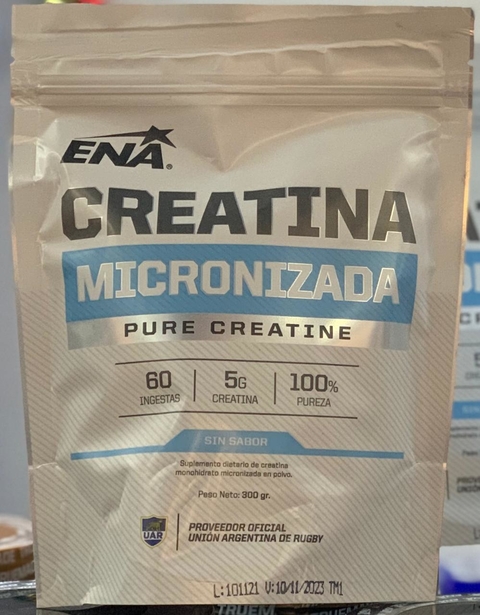 ENA®
CREATINA
MICRONIZADA
PURE CREATINE
60 INGESTAS
5G CREATINA
100% PUREZA
SIN SABOR
Suplemento dietario de creatina
monohidrato micronizada en polvo.
Peso Neto: 300 gr.
UAR
PROVEEDOR OFICIAL
UNIÓN ARGENTINA DE RUGBY
L:101121 V:10/11/2023 TM1